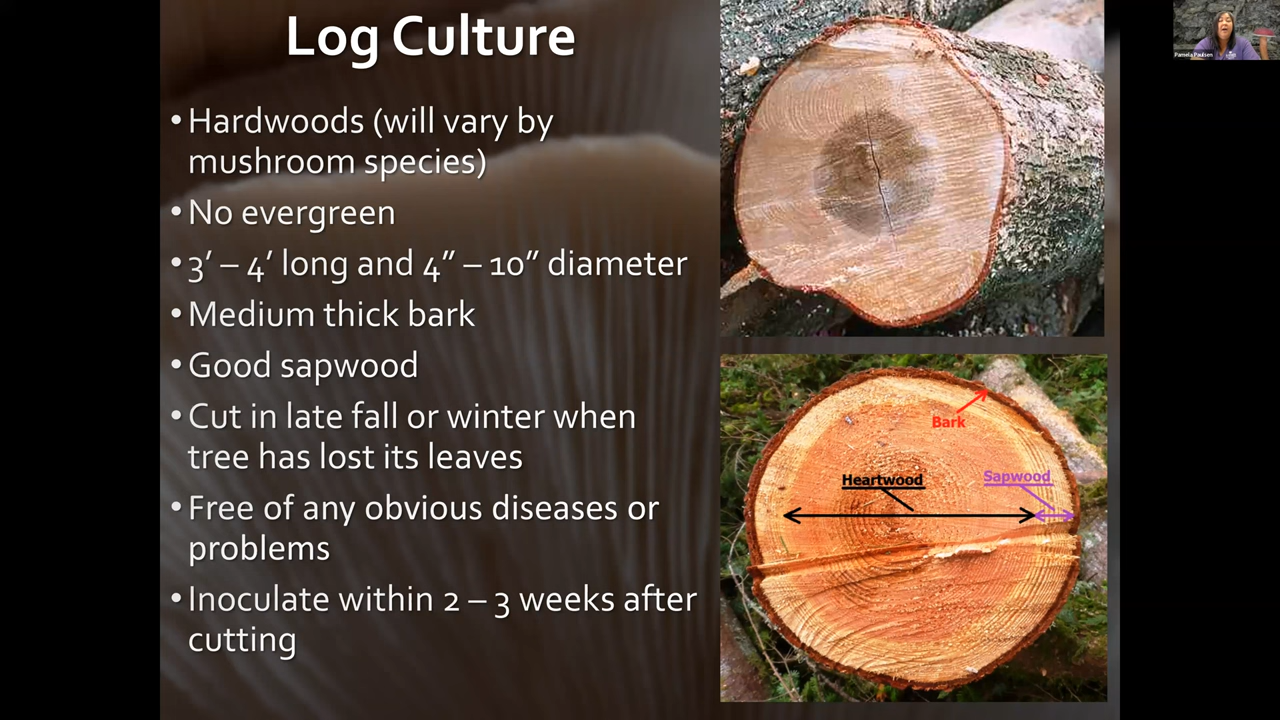 Log Culture
• Hardwoods (will vary by
mushroom species)
• No evergreen
• 3’ – 4’ long and 4” – 10” diameter
• Medium thick bark
• Good sapwood
• Cut in late fall or winter when
tree has lost its leaves
• Free of any obvious diseases or
problems
• Inoculate within 2 – 3 weeks after
cutting
Bark
Heartwood
Sapwood
Pamela Paulsen